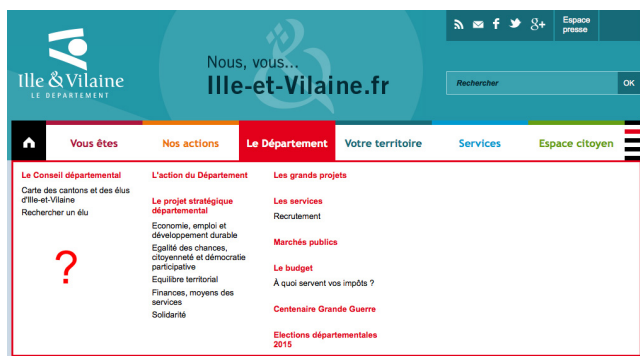 Espace
presse
Ille & Vilaine
LE DÉPARTEMENT
Nous, vous...
Ille-et-Vilaine.fr
Rechercher
OK
Vous êtes
Nos actions
Le Département
Votre territoire
Services
Espace citoyen
Le Conseil départemental
Carte des cantons et des élus
d'Ille-et-Vilaine
Rechercher un élu
?
L'action du Département
Le projet stratégique
départemental
Economie, emploi et
développement durable
Egalité des chances,
citoyenneté et démocratie
participative
Equilibre territorial
Finances, moyens des
services
Solidarité
Les grands projets
Les services
Recrutement
Marchés publics
Le budget
À quoi servent vos impôts ?
Centenaire Grande Guerre
Elections départementales
2015